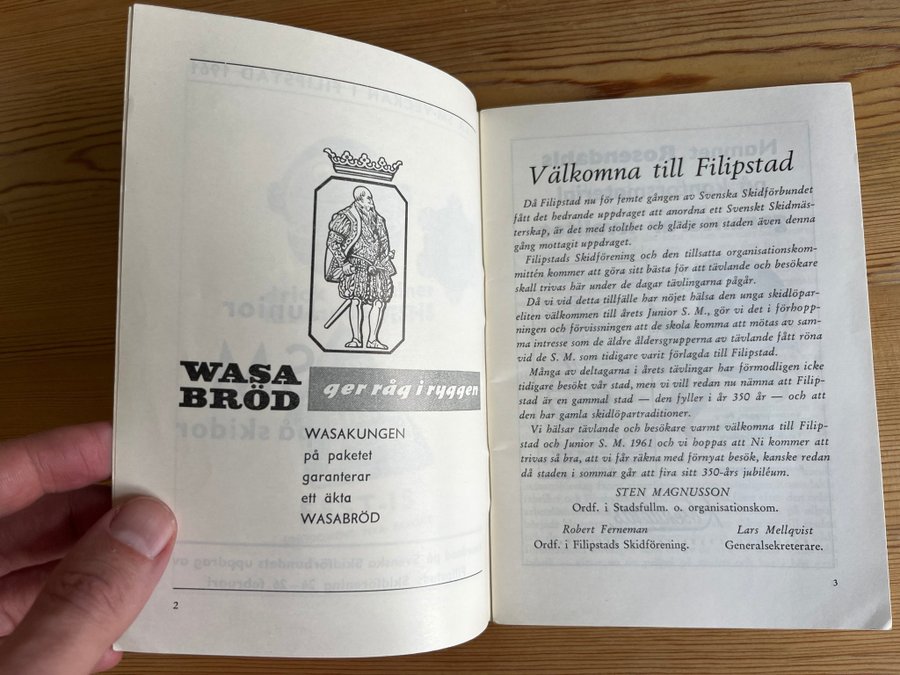 WASA
BRÖD
ger råg i ryggen
WASAKUNGEN
på paketet
garanterar
ett äkta
WASABRÖD
2
Välkomna till Filipstad
Då Filipstad nu för femte gången av Svenska Skidförbundet
fått det hedrande uppdraget att anordna ett Svenskt Skidmäs-
terskap, är det med stolthet och glädje som staden även denna
gång mottagit uppdraget.
Filipstads Skidförening och den tillsatta organisationskom-
mittén kommer att göra sitt bästa för att tävlande och besökare
skall trivas här under de dagar tävlingarna pågår.
Då vi vid detta tillfälle har nöjet hälsa den unga skidlöpar-
eliten välkommen till årets Junior S. M., gör vi det i förhopp-
ningen och förvissningen att de skola komma att mötas av sam-
ma intresse som de äldre åldersgrupperna av tävlande fått röna
vid de S. M. som tidigare varit förlagda till Filipstad.
Många av deltagarna i årets tävlingar har förmodligen icke
tidigare besökt vår stad, men vi vill redan nu nämna att Filip-
stad är en gammal stad — den fyller i år 350 år — och att
den har gamla skidlöpartraditioner.
Vi hälsar tävlande och besökare varmt välkomna till Filip-
stad och Junior S. M. 1961 och vi hoppas att Ni kommer att
trivas så bra, att vi får räkna med förnyat besök, kanske redan
då staden i sommar går att fira sitt 350-års jubiléum.
STEN MAGNUSSON
Ordf. i Stadsfullm. o. organisationskom.
Robert Ferneman Lars Mellqvist
Ordf. i Filipstads Skidförening. Generalsekreterare.
3